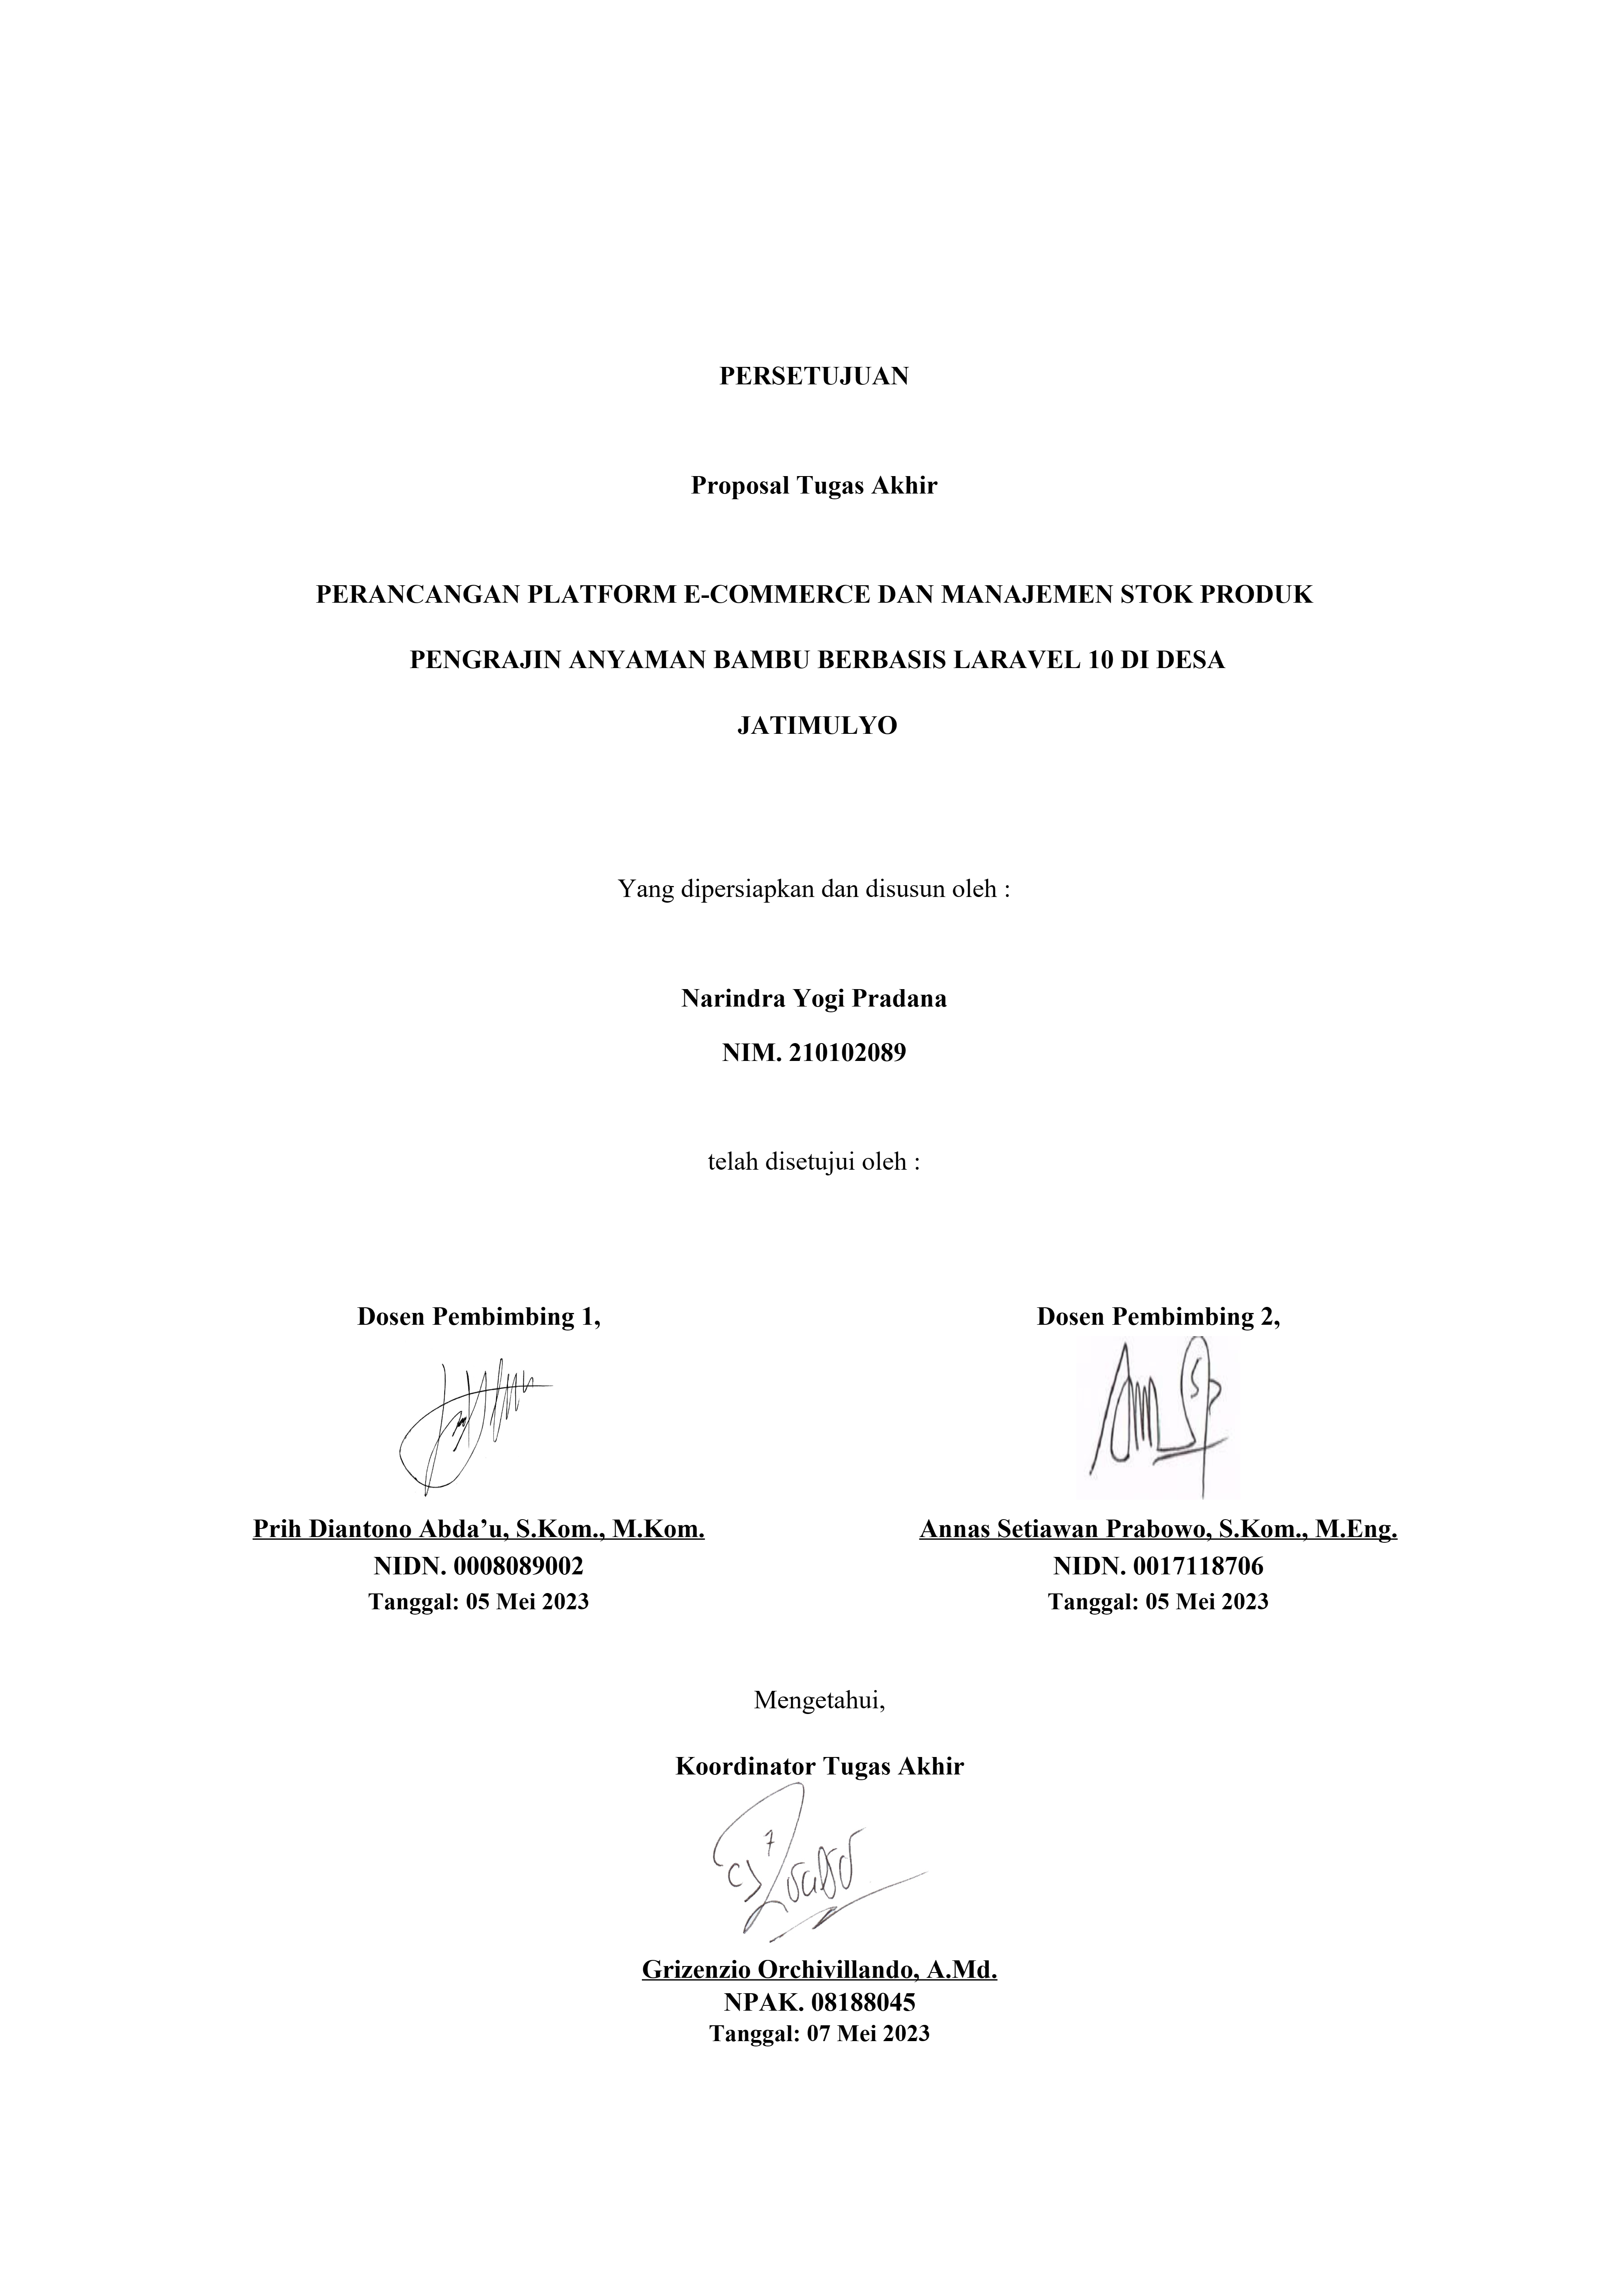 PERSETUJUAN
Proposal Tugas Akhir
PERANCANGAN PLATFORM E-COMMERCE DAN MANAJEMEN STOK PRODUK
PENGRAJIN ANYAMAN BAMBU BERBASIS LARAVEL 10 DI DESA
JATIMULYO
Yang dipersiapkan dan disusun oleh :
Narindra Yogi Pradana
NIM. 210102089
telah disetujui oleh :
Dosen Pembimbing 1,
Dosen Pembimbing 2,
Prih Diantono Abda’u, S.Kom., M.Kom.
NIDN. 0008089002
Tanggal: 05 Mei 2023
Annas Setiawan Prabowo, S.Kom., M.Eng.
NIDN. 0017118706
Tanggal: 05 Mei 2023
Mengetahui,
Koordinator Tugas Akhir
Grizenzio Orchivillando, A.Md.
NPAK. 08188045
Tanggal: 07 Mei 2023